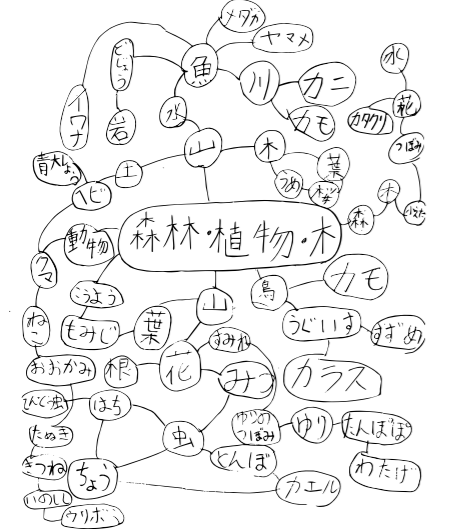 メダカ
ヤマメ
どじょう
魚
水
川
カニ
イワナ
岩
水
花
カタクリ
カモ
つぼみ
山
木
葉
青大しょう
土
うめ
桜
ヘビ
木
森
森林・植物・木
動物
クマ
鳥
カモ
こうよう
山
ねこ
もみじ
葉
すみれ
うぐいす
すずめ
おおかみ
根
花
みつ
カラス
はち
たぬき
虫
ゆり
たんぽぽ
きつね
ちょう
とんぼ
わたげ
いのしし
カエル
ウリボー